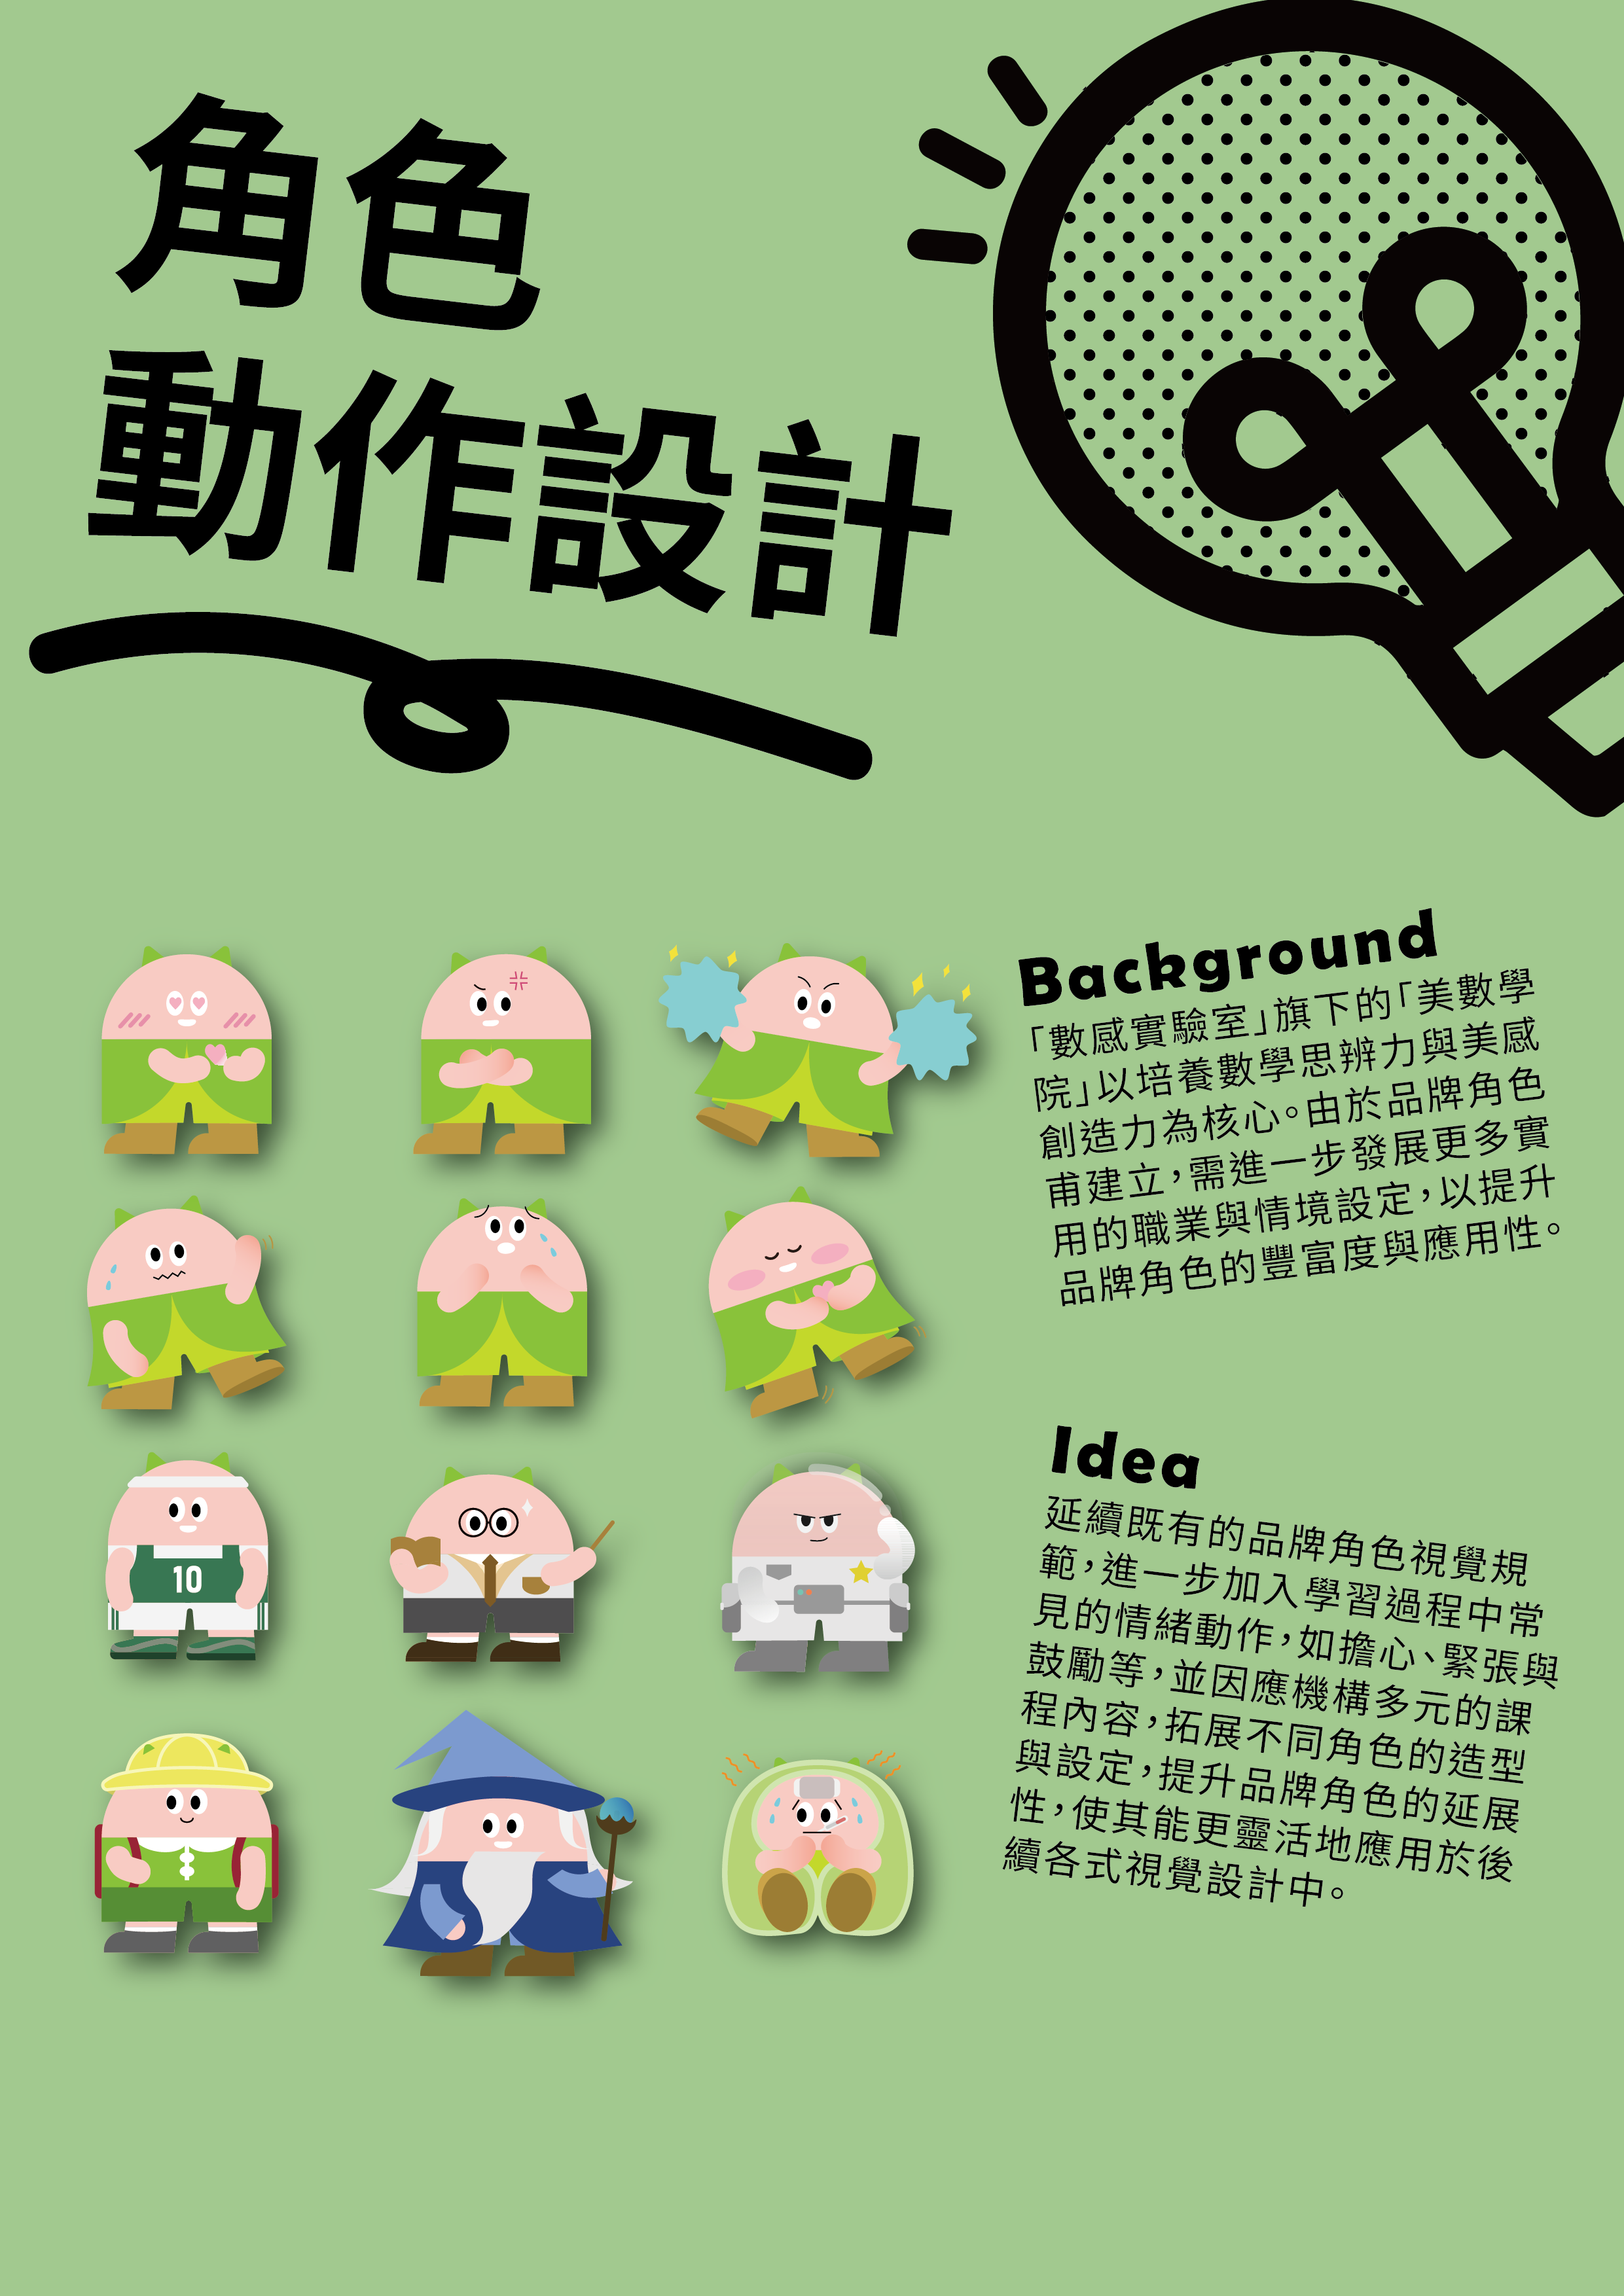 角色
動作設計
Background
「數感實驗室」旗下的「美數學
院」以培養數學思辨力與美感
創造力為核心。由於品牌角色
甫建立，需進一步發展更多實
用的職業與情境設定，以提升
品牌角色的豐富度與應用性。
10
Idea
延續既有的品牌角色視覺規
範，進一步加入學習過程中常
見的情緒動作，如擔心、緊張與
鼓勵等，並因應機構多元的課
程內容，拓展不同角色的造型
與設定，提升品牌角色的延展
性，使其能更靈活地應用於後
續各式視覺設計中。